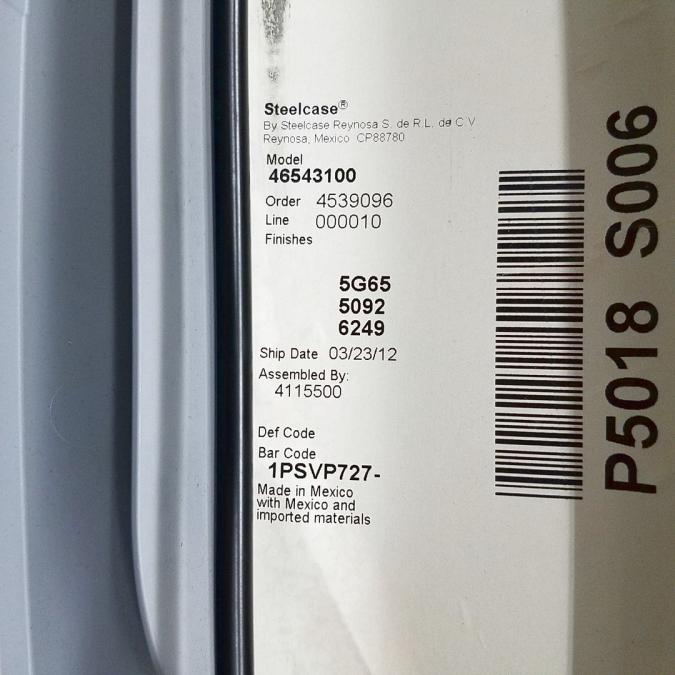 Steelcase®
By Steelcase Reynosa S. de R.L. de C.V
Reynosa, Mexico CP88780
Model
46543100
Order 4539096
Line 000010
Finishes
5G65
5092
6249
Ship Date 03/23/12
Assembled By:
4115500
Def Code
Bar Code
1PSVP727-
Made in Mexico
with Mexico and
imported materials
P5018 S006